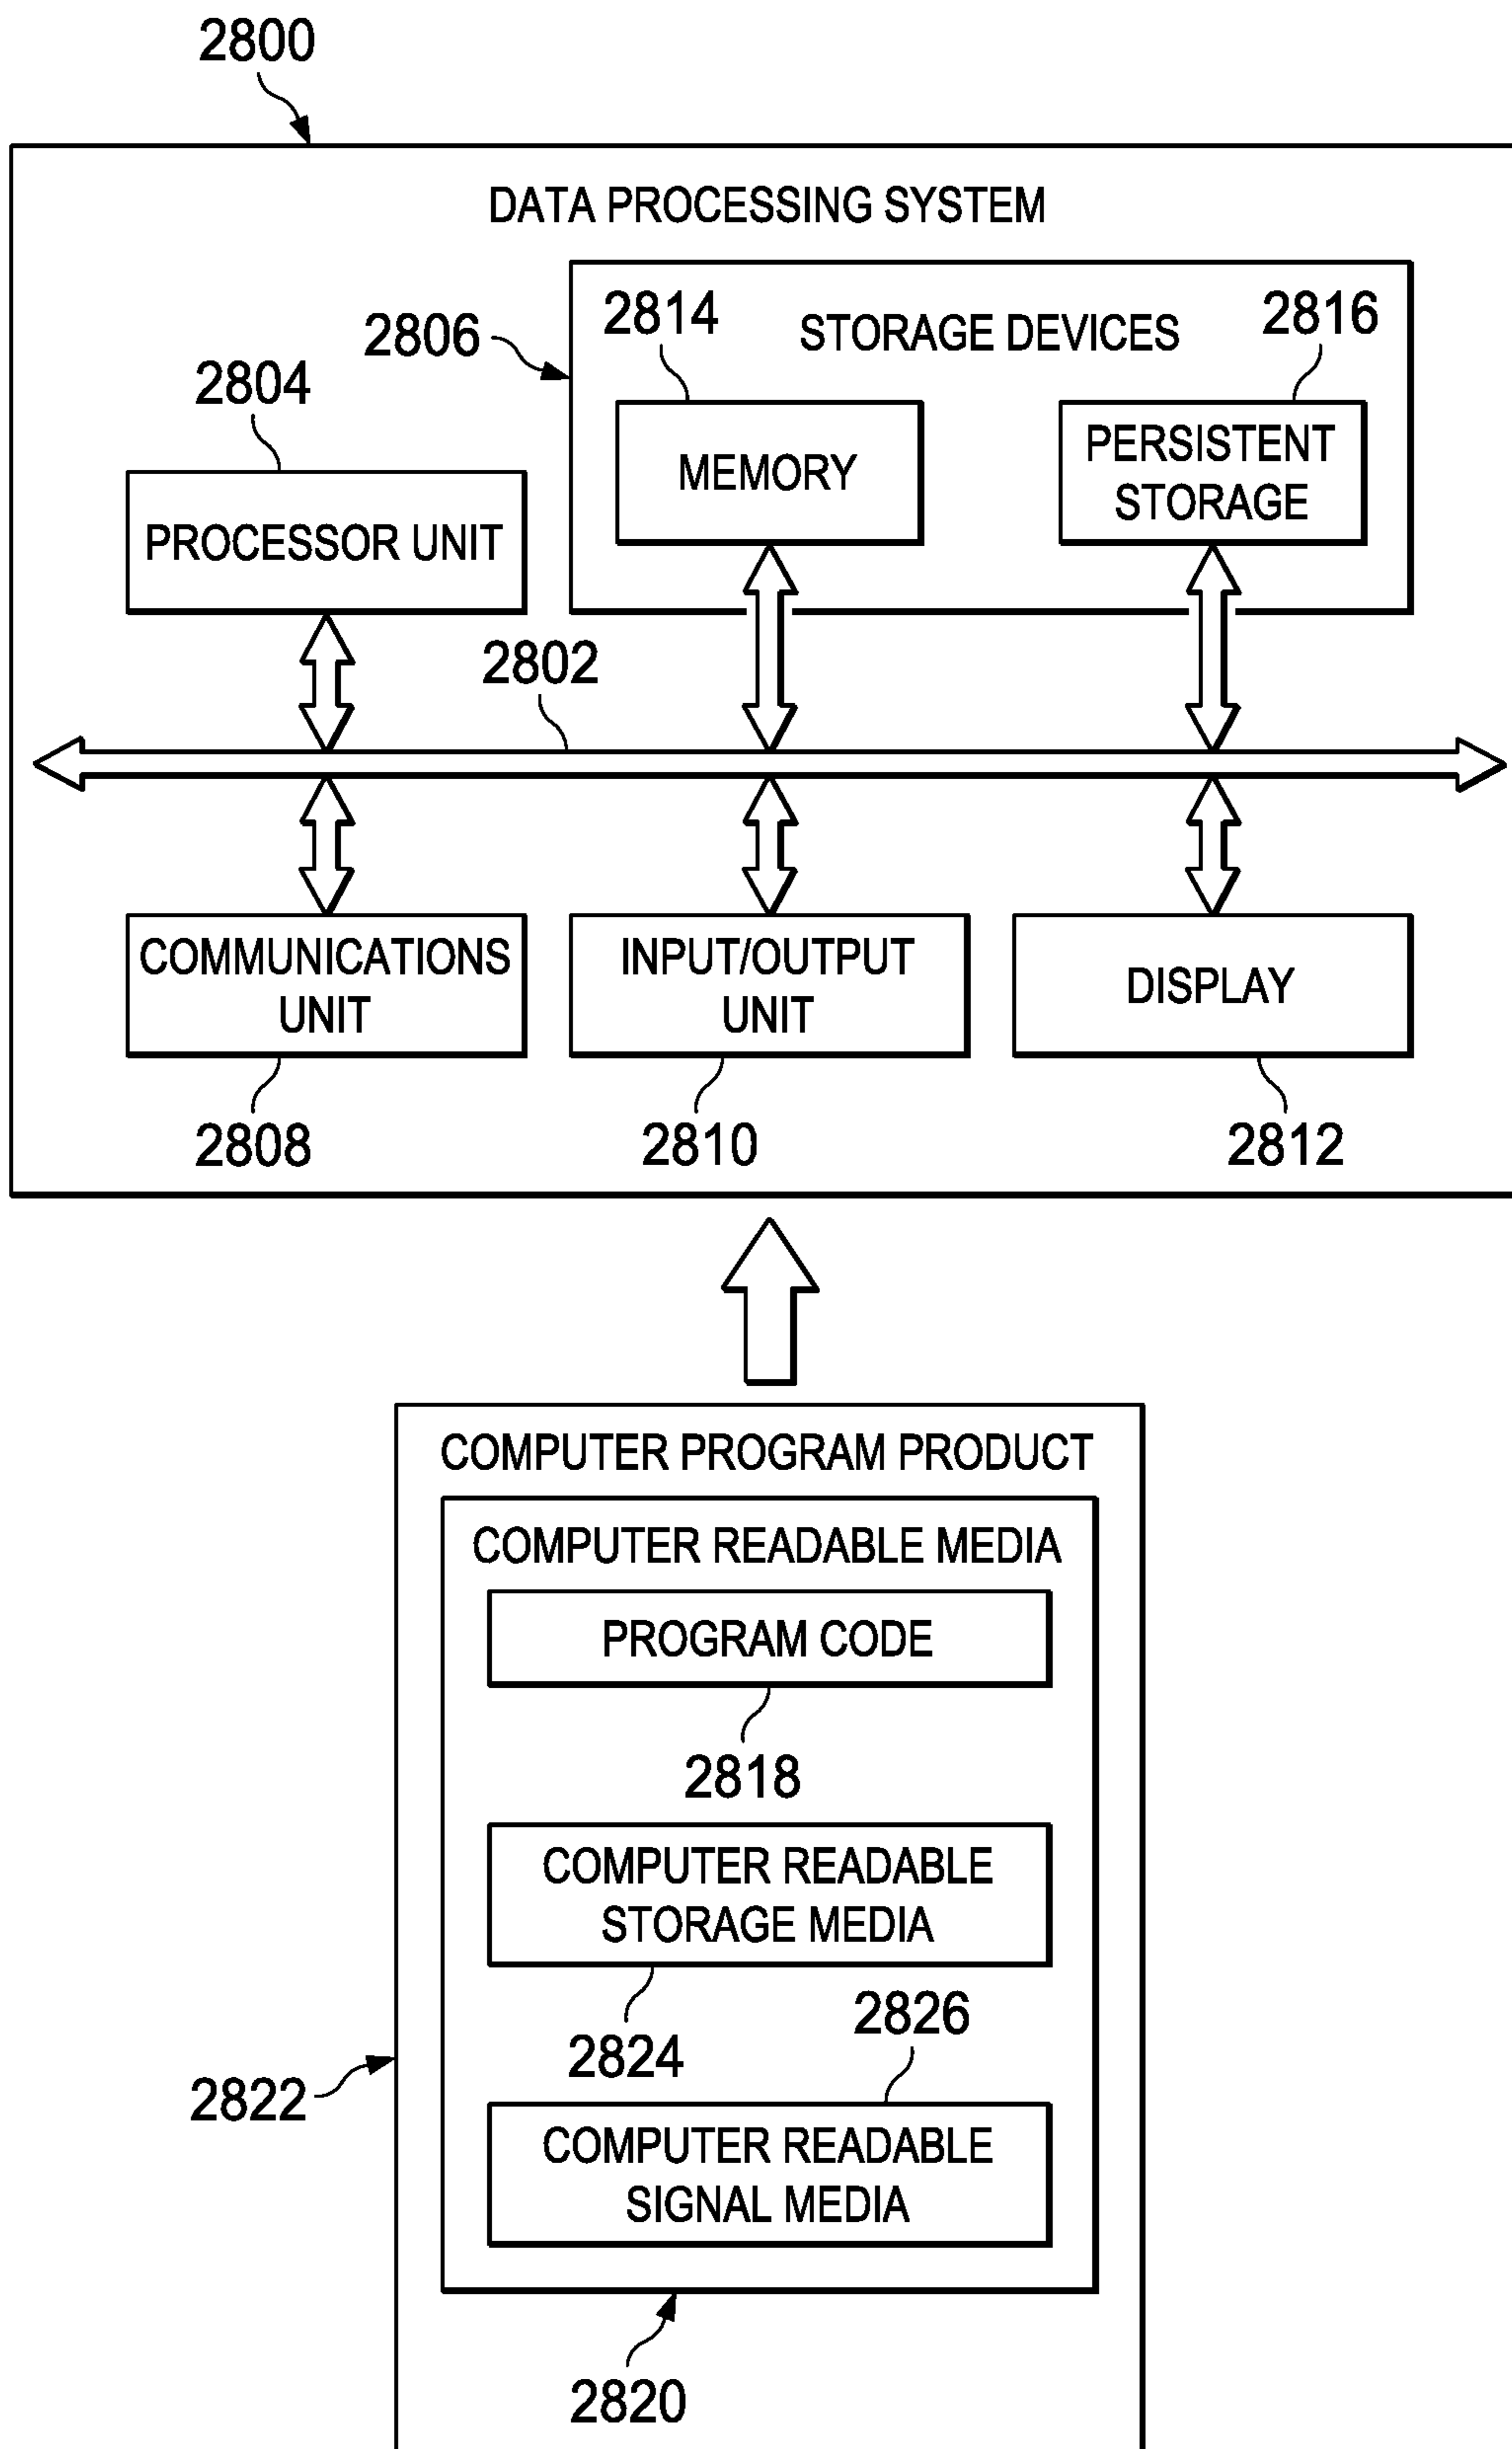 2800
DATA PROCESSING SYSTEM
2806
2814
STORAGE DEVICES
2816
2804
MEMORY
PERSISTENT
STORAGE
PROCESSOR UNIT
2802
COMMUNICATIONS
UNIT
INPUT/OUTPUT
UNIT
DISPLAY
2808
2810
2812
COMPUTER PROGRAM PRODUCT
COMPUTER READABLE MEDIA
PROGRAM CODE
2818
COMPUTER READABLE
STORAGE MEDIA
2824
2826
2822
COMPUTER READABLE
SIGNAL MEDIA
2820